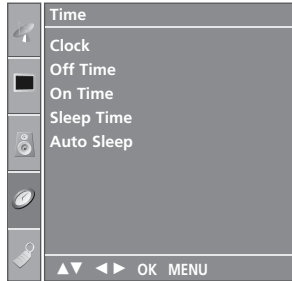 Time
Clock
Off Time
On Time
Sleep Time
Auto Sleep
▲▼ ◀▶ OK MENU